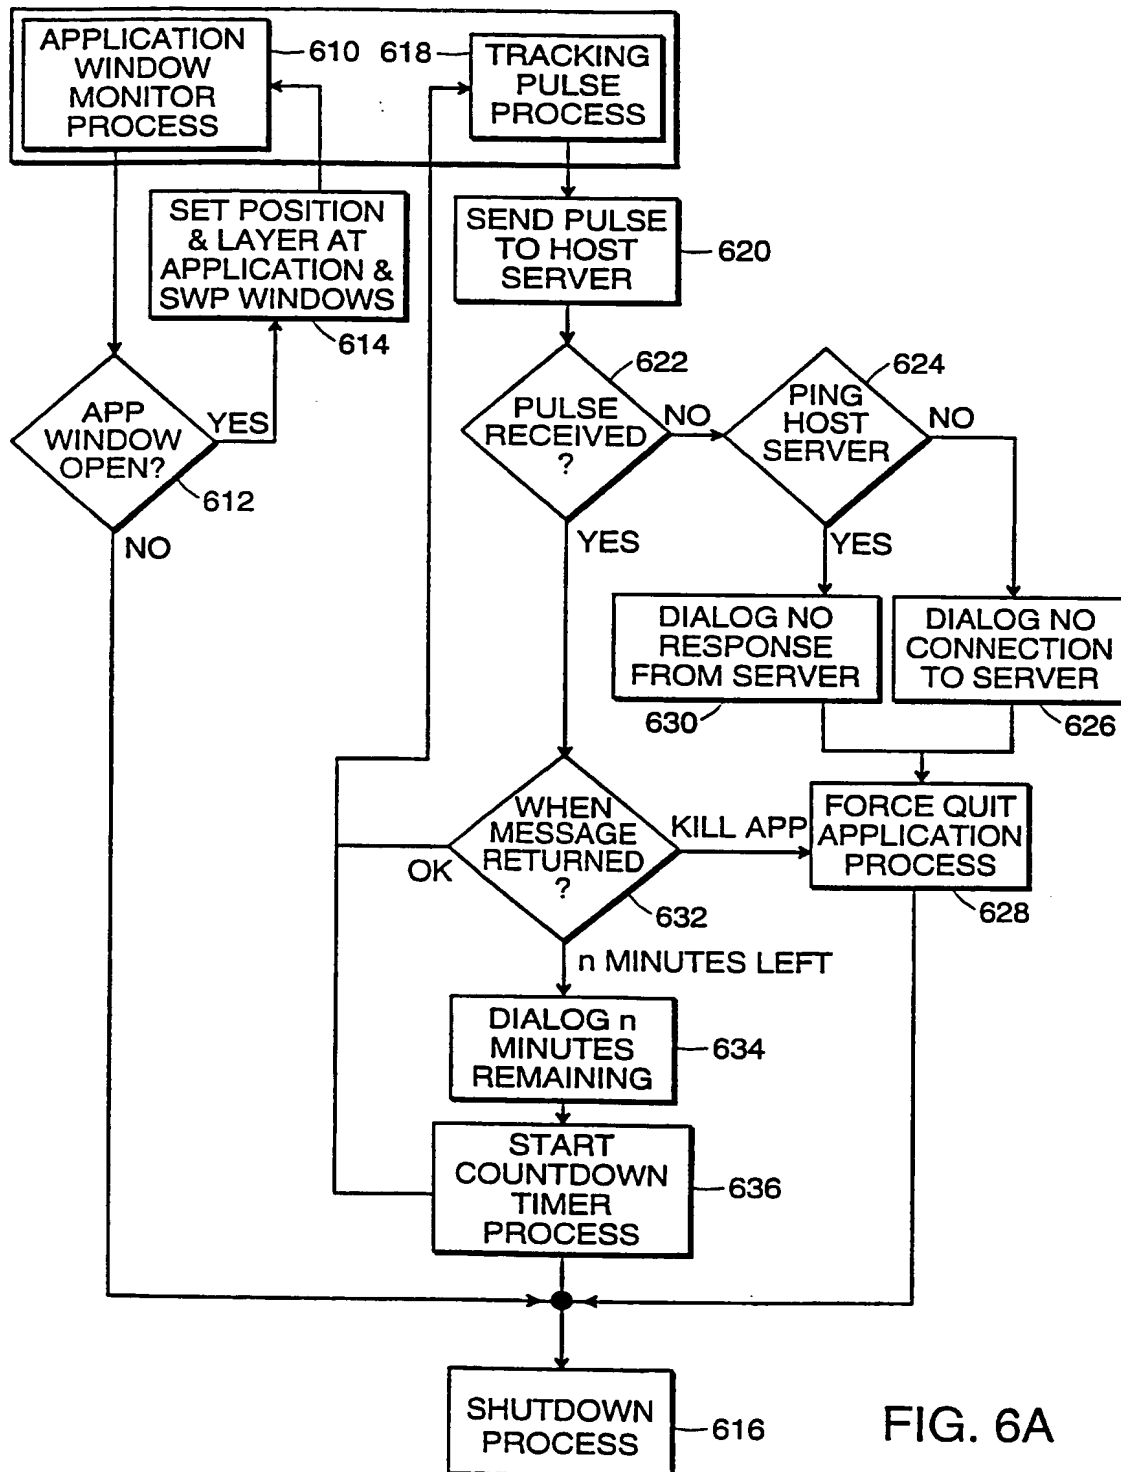 APPLICATION
WINDOW
MONITOR
PROCESS
610
618
TRACKING
PULSE
PROCESS
SET POSITION
& LAYER AT
APPLICATION &
SWP WINDOWS
614
SEND PULSE
TO HOST
SERVER
620
APP
WINDOW
OPEN?
YES
612
NO
622
PULSE
RECEIVED
?
NO
YES
624
PING
HOST
SERVER
NO
YES
DIALOG NO
RESPONSE
FROM SERVER
630
DIALOG NO
CONNECTION
TO SERVER
626
WHEN
MESSAGE
RETURNED
?
OK
KILL APP
632
n MINUTES LEFT
FORCE QUIT
APPLICATION
PROCESS
628
DIALOG n
MINUTES
REMAINING
634
START
COUNTDOWN
TIMER
PROCESS
636
SHUTDOWN
PROCESS
616
FIG. 6A